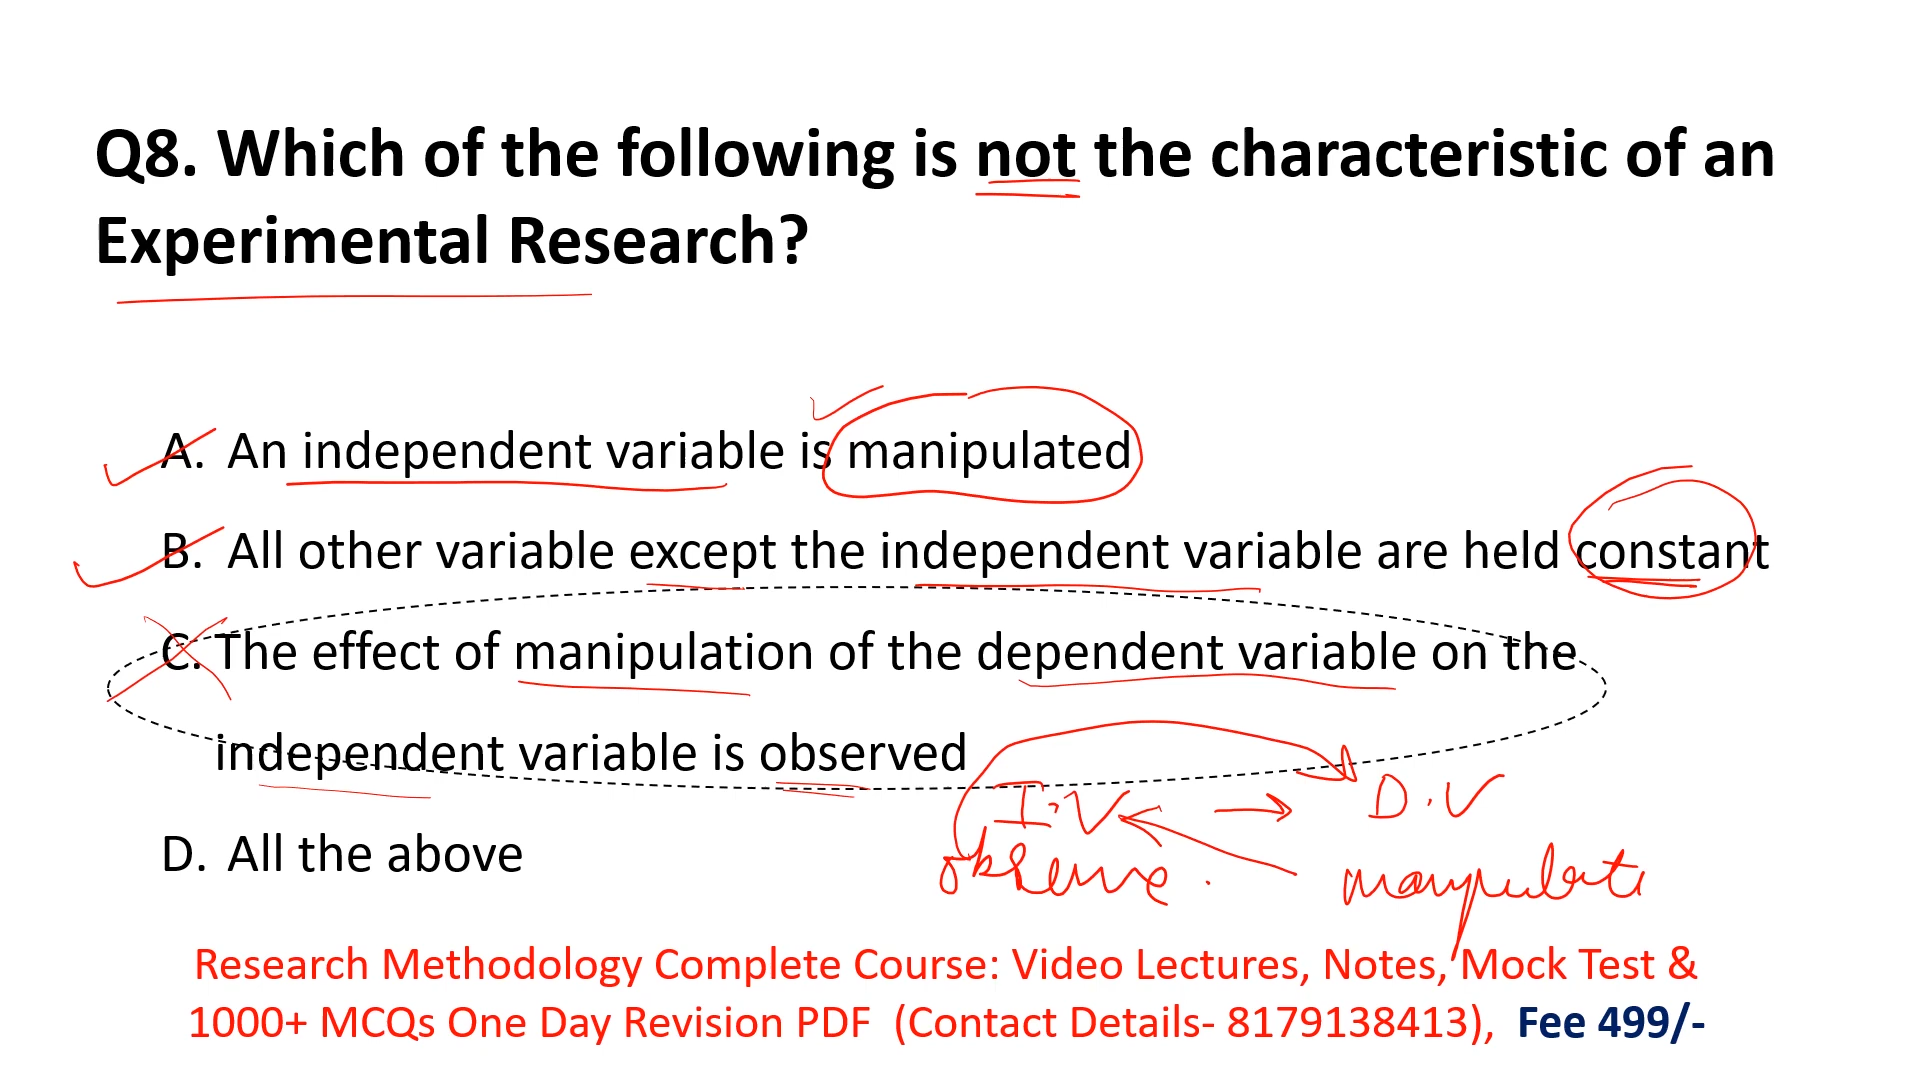 Q8. Which of the following is not the characteristic of an
Experimental Research?
A. An independent variable is manipulated
B. All other variable except the independent variable are held constant
C. The effect of manipulation of the dependent variable on the
independent variable is observed
I.V → D.V
D. All the above
observe. manipulate
Research Methodology Complete Course: Video Lectures, Notes, Mock Test &
1000+ MCQs One Day Revision PDF (Contact Details- 8179138413), Fee 499/-